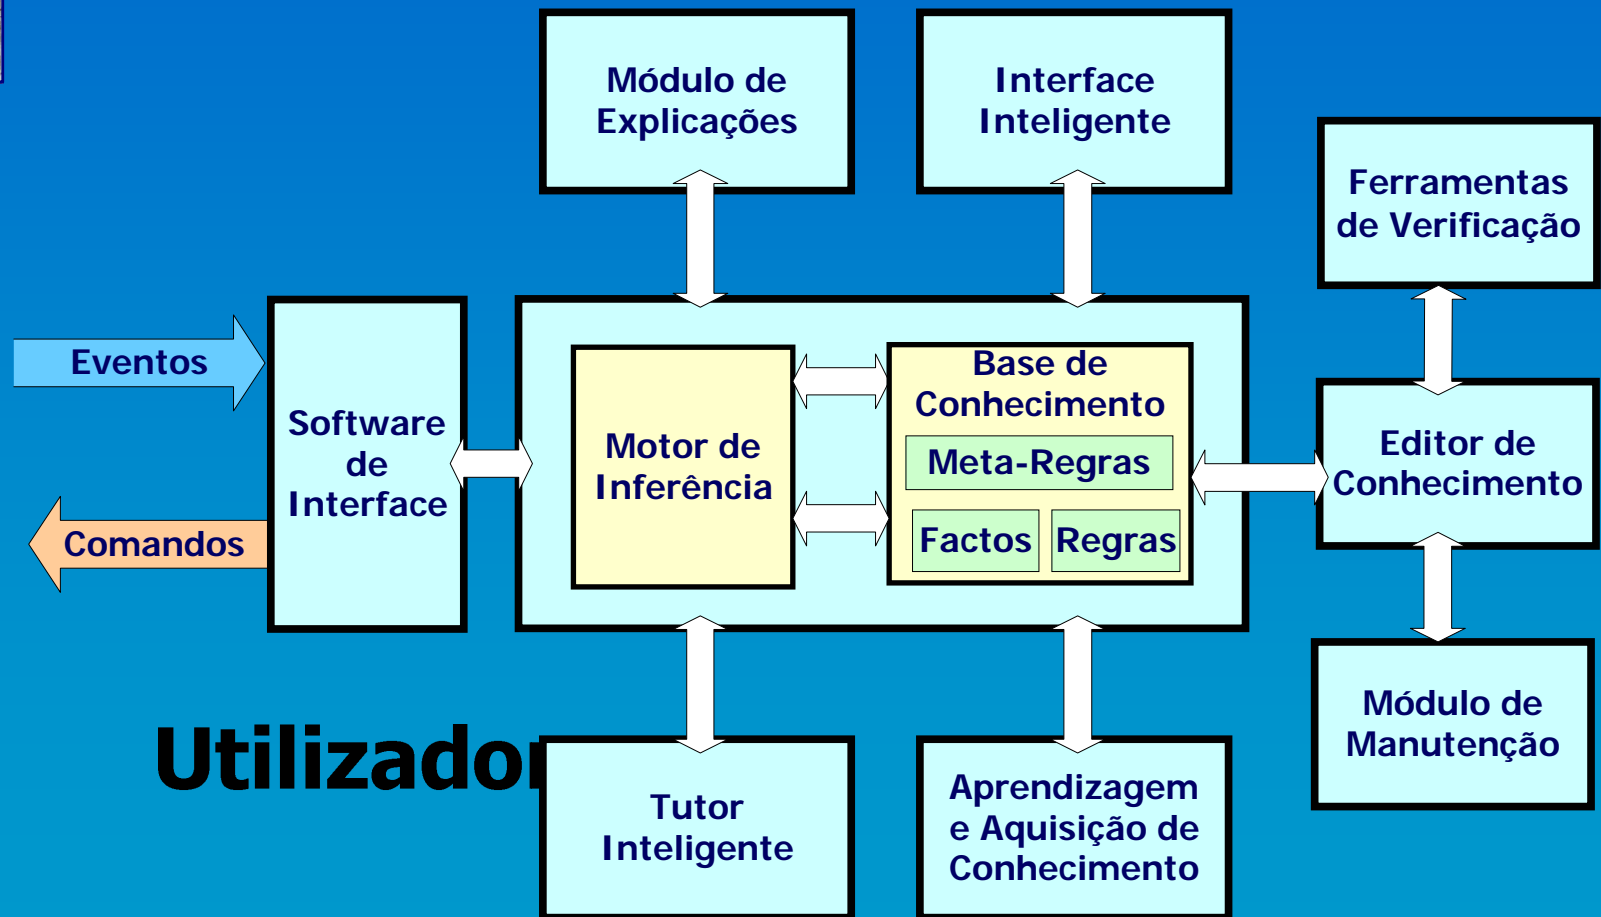 Módulo de
Explicações
Interface
Inteligente
Ferramentas
de Verificação
Eventos
Software
de
Interface
Comandos
Motor de
Inferência
Base de
Conhecimento
Meta-Regras
Factos
Regras
Editor de
Conhecimento
Módulo de
Manutenção
Utilizador
Tutor
Inteligente
Aprendizagem
e Aquisição de
Conhecimento